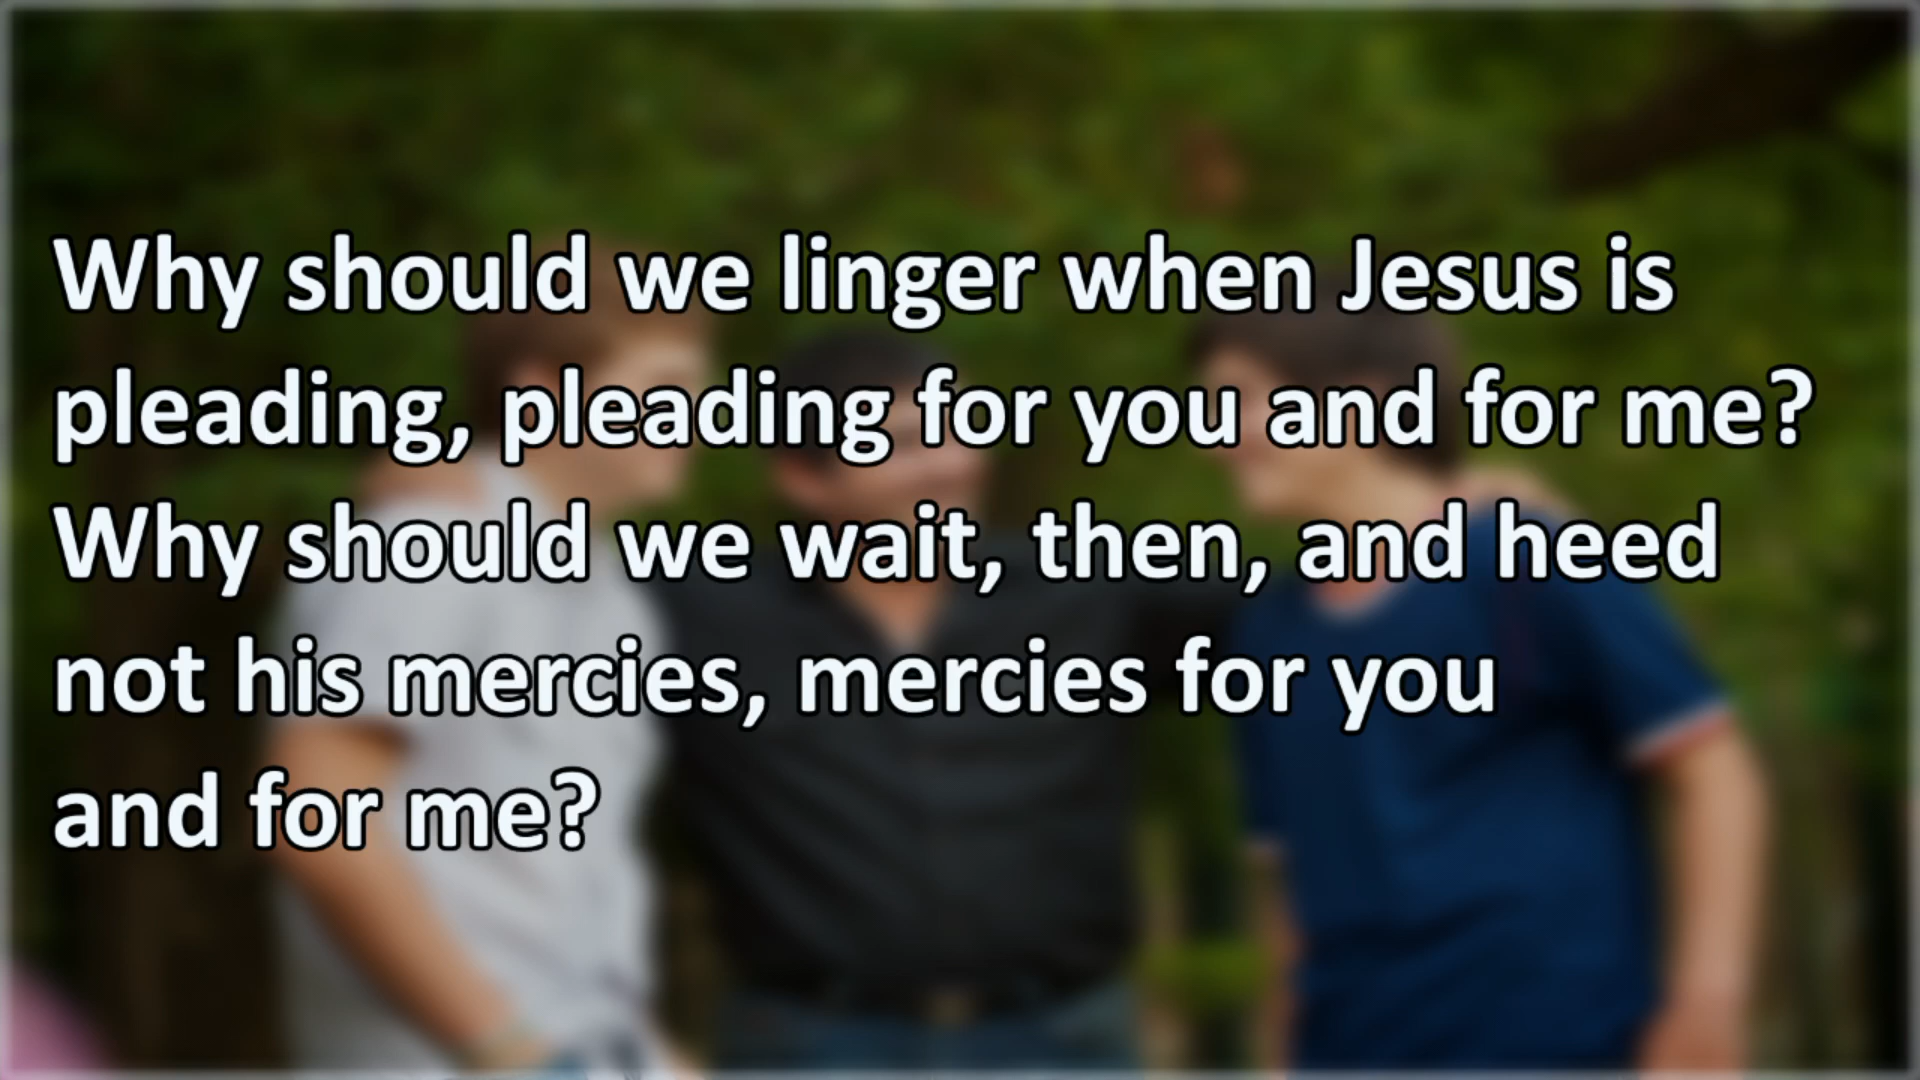 Why should we linger when Jesus is
pleading, pleading for you and for me?
Why should we wait, then, and heed
not his mercies, mercies for you
and for me?